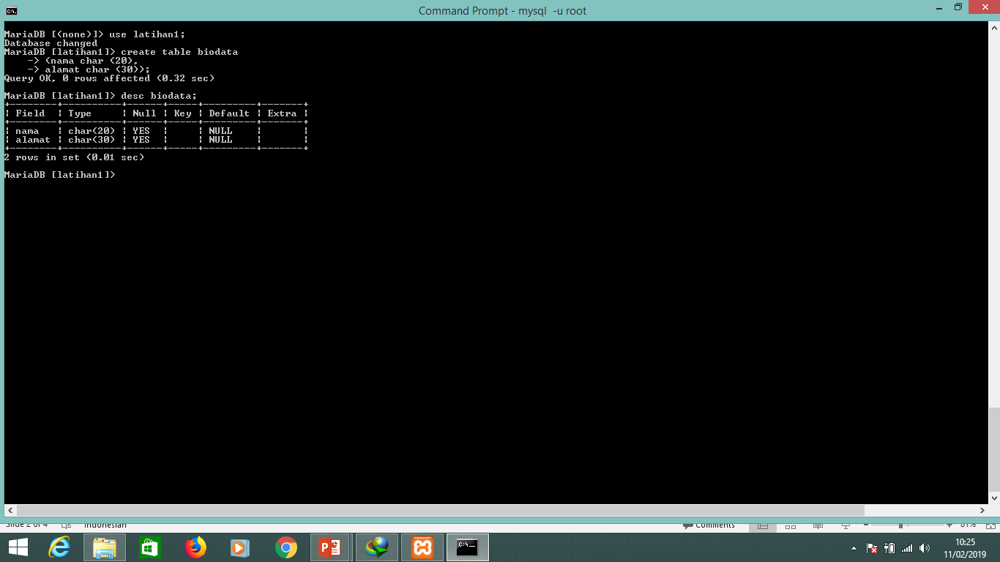 Command Prompt - mysql  -u root
MariaDB [(none)]> use latihan1;
Database changed
MariaDB [latihan1]> create table biodata
    -> (nama char (20),
    -> alamat char (30));
Query OK, 0 rows affected (0.32 sec)
MariaDB [latihan1]> desc biodata;
+--------+----------+------+-----+---------+-------+
| Field  | Type     | Null | Key | Default | Extra |
+--------+----------+------+-----+---------+-------+
| nama   | char(20) | YES  |     | NULL    |       |
| alamat | char(30) | YES  |     | NULL    |       |
+--------+----------+------+-----+---------+-------+
2 rows in set (0.01 sec)
MariaDB [latihan1]>
Slide 2 of 4 Indonesian Comments 81%
10:25
11/02/2019